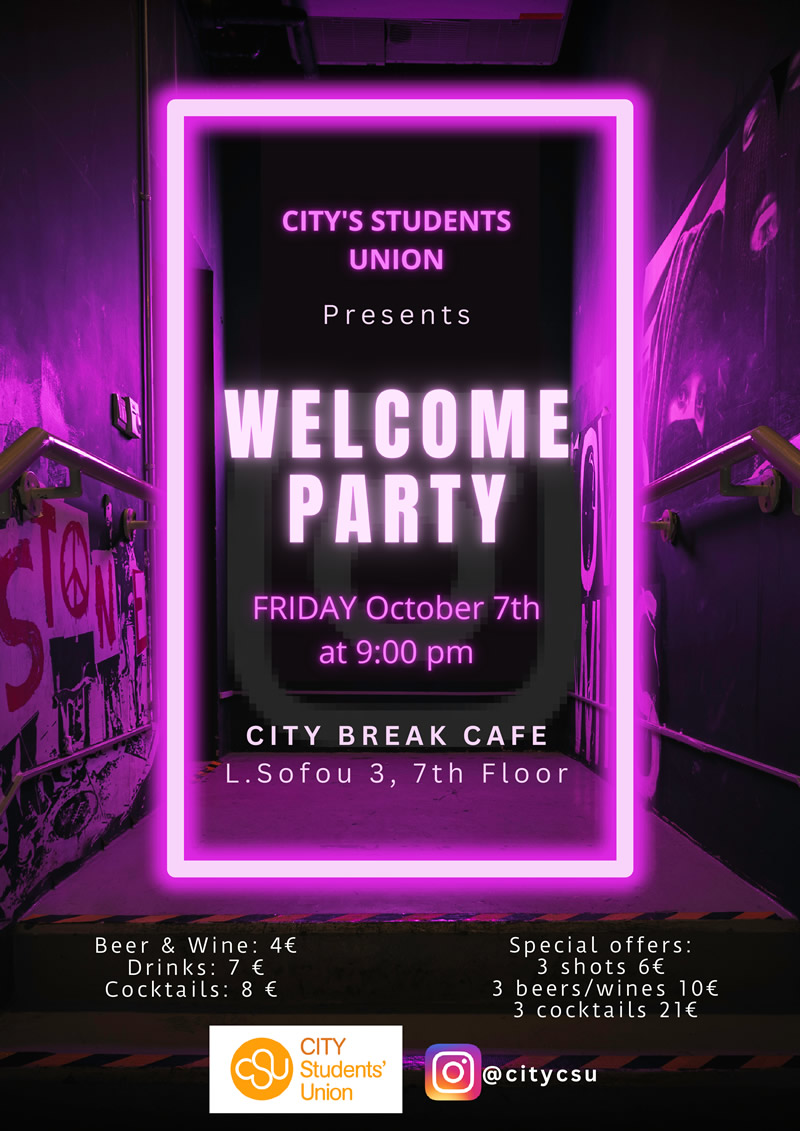 CITY'S STUDENTS
UNION
Presents
WELCOME
PARTY
FRIDAY October 7th
at 9:00 pm
CITY BREAK CAFE
L.Sofou 3, 7th Floor
Beer & Wine: 4€
Drinks: 7 €
Cocktails: 8 €
Special offers:
3 shots 6€
3 beers/wines 10€
3 cocktails 21€
CSU
CITY
Students'
Union
@citycsu